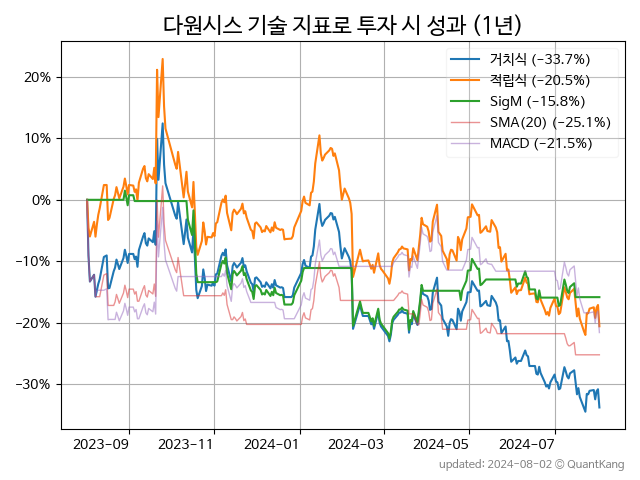 다원시스 기술 지표로 투자 시 성과 (1년)
거치식 (−33.7%)
적립식 (−20.5%)
SigM (−15.8%)
SMA(20) (−25.1%)
MACD (−21.5%)
20%
10%
0%
−10%
−20%
−30%
2023-09 2023-11 2024-01 2024-03 2024-05 2024-07
updated: 2024-08-02 © QuantKang